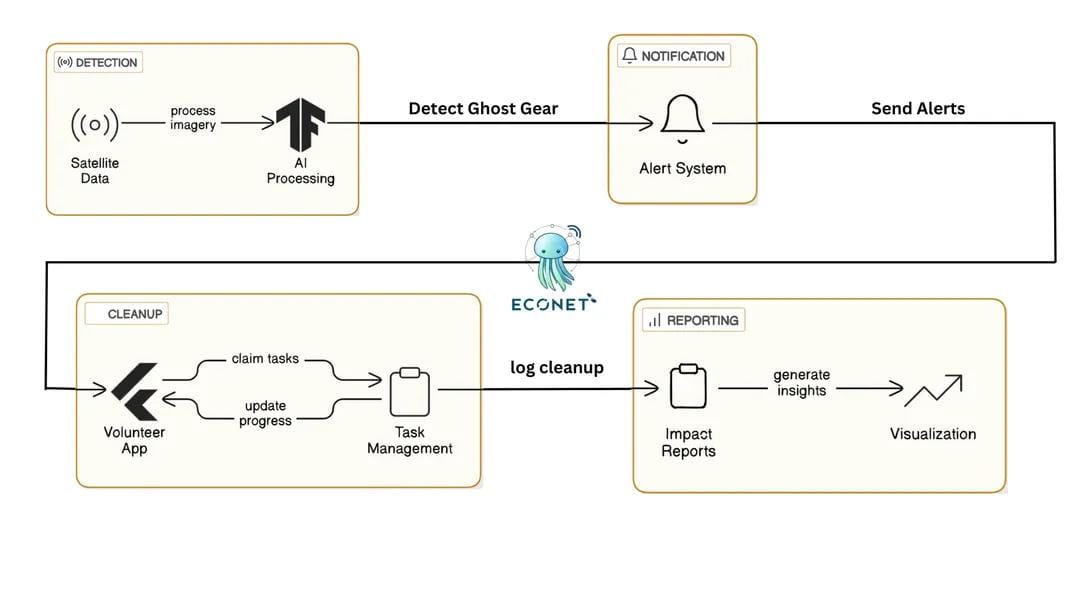 DETECTION
NOTIFICATION
process
imagery
Detect Ghost Gear
Send Alerts
Satellite
Data
AI
Processing
Alert System
ECONET
CLEANUP
REPORTING
claim tasks
log cleanup
generate
insights
update
progress
Volunteer
App
Task
Management
Impact
Reports
Visualization